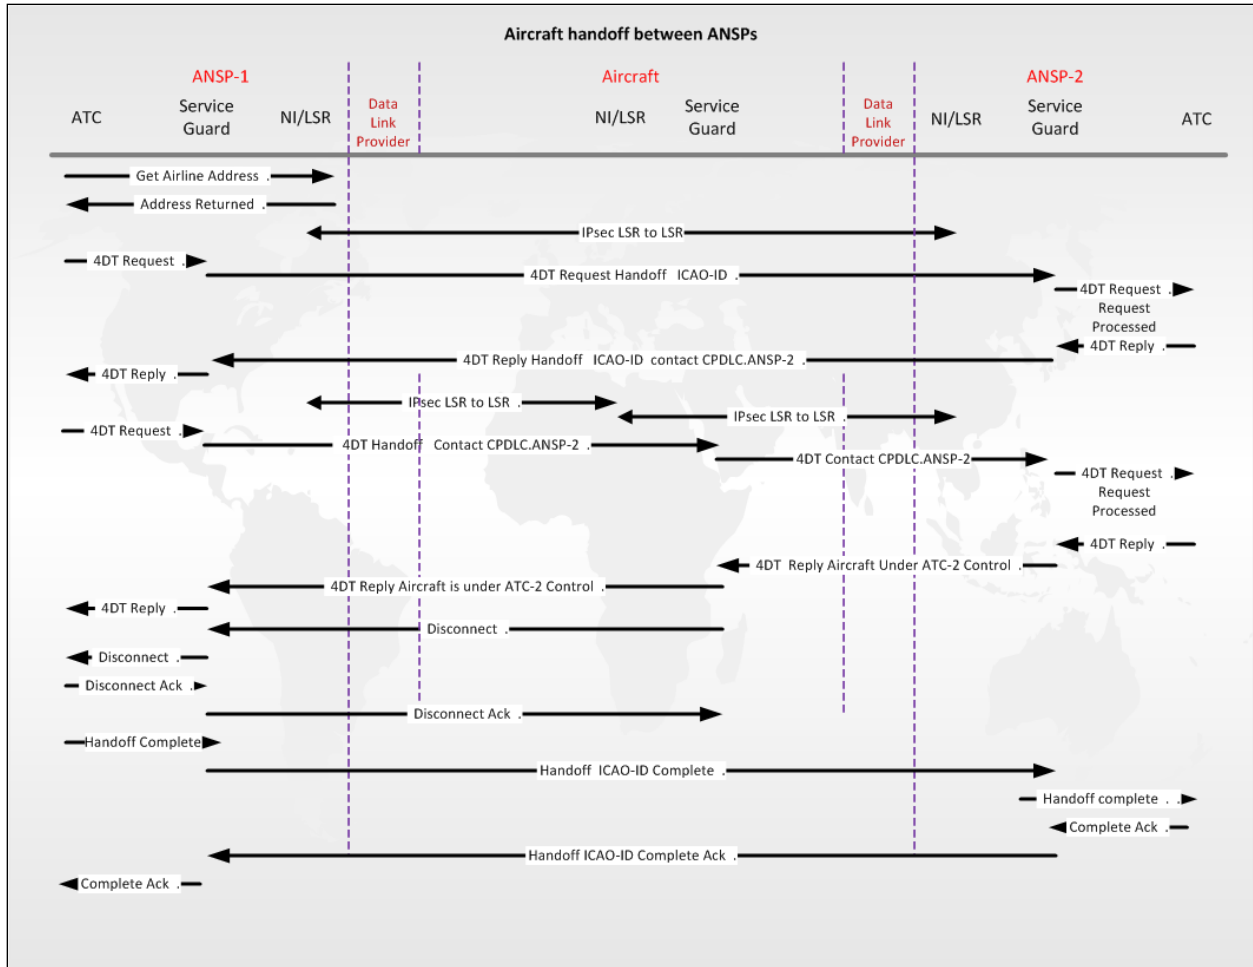 Aircraft handoff between ANSPs
ANSP-1
Aircraft
ANSP-2
ATC
Service
Guard
NI/LSR
Data
Link
Provider
NI/LSR
Service
Guard
Data
Link
Provider
NI/LSR
Service
Guard
ATC
Get Airline Address .
Address Returned .
IPsec LSR to LSR
4DT Request .
4DT Request Handoff ICAO-ID .
4DT Request .
Request
Processed
4DT Reply .
4DT Reply Handoff ICAO-ID contact CPDLC.ANSP-2 .
4DT Reply .
IPsec LSR to LSR .
IPsec LSR to LSR .
4DT Request .
4DT Handoff Contact CPDLC.ANSP-2 .
4DT Contact CPDLC.ANSP-2
4DT Request .
Request
Processed
4DT Reply .
4DT Reply Aircraft Under ATC-2 Control .
4DT Reply Aircraft is under ATC-2 Control .
4DT Reply .
Disconnect .
Disconnect .
Disconnect Ack .
Disconnect Ack .
Handoff Complete
Handoff ICAO-ID Complete .
Handoff complete . .
Complete Ack .
Handoff ICAO-ID Complete Ack .
Complete Ack .